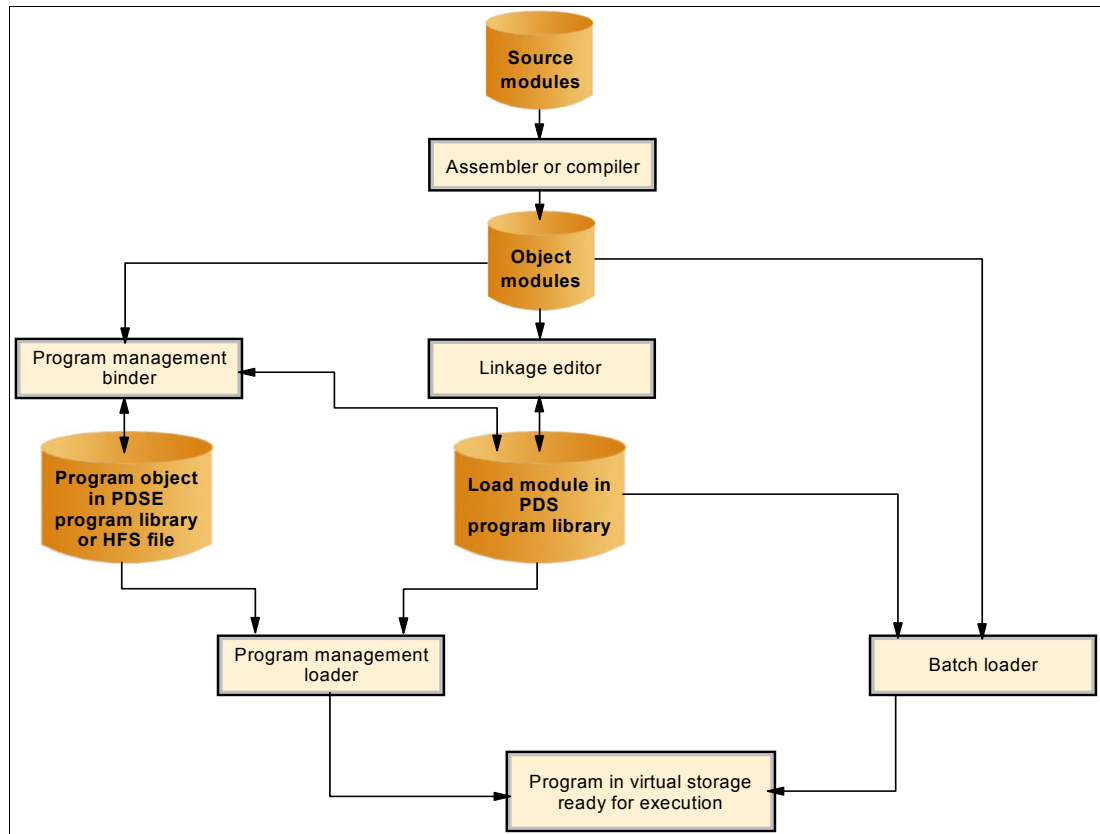 Source
modules
Assembler or compiler
Object
modules
Program management
binder
Linkage editor
Program object
in PDSE
program library
or HFS file
Load module in
PDS
program library
Program management
loader
Batch loader
Program in virtual storage
ready for execution